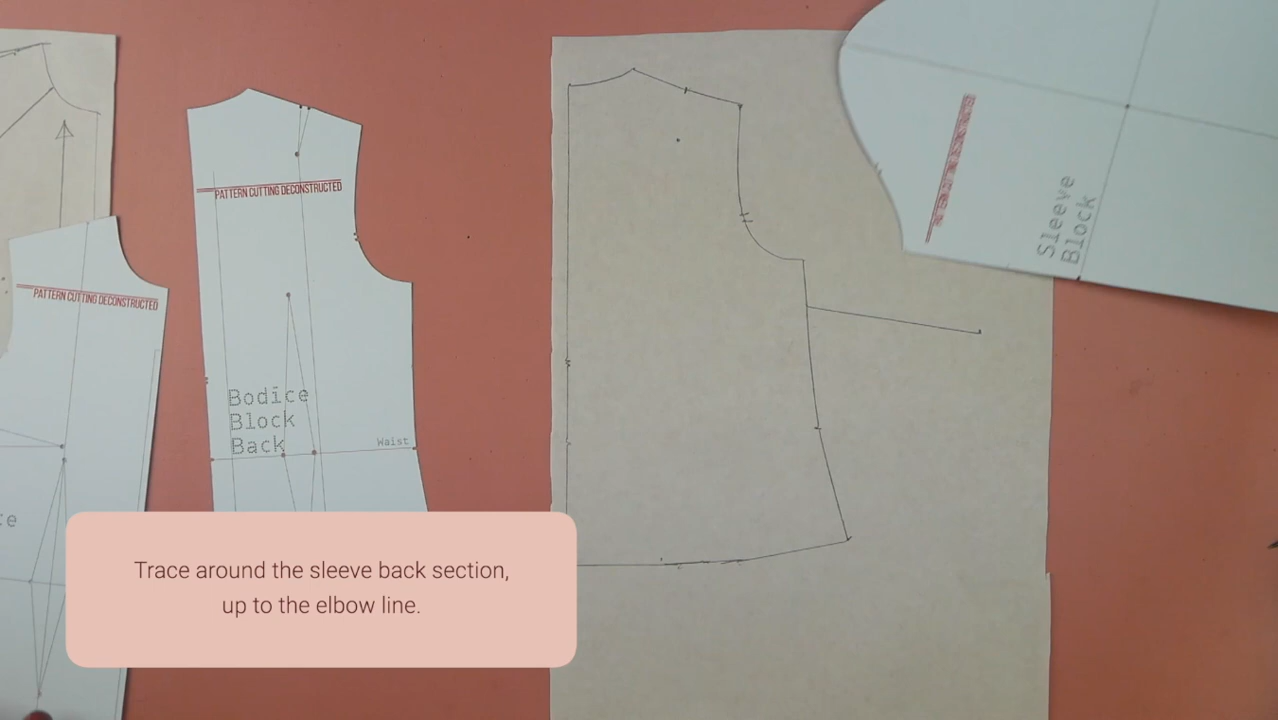 PATTERN CUTTING DECONSTRUCTED
PATTERN CUTTING DECONSTRUCTED
Bodice
Block
Back
Waist
Sleeve
Block
Trace around the sleeve back section,
up to the elbow line.